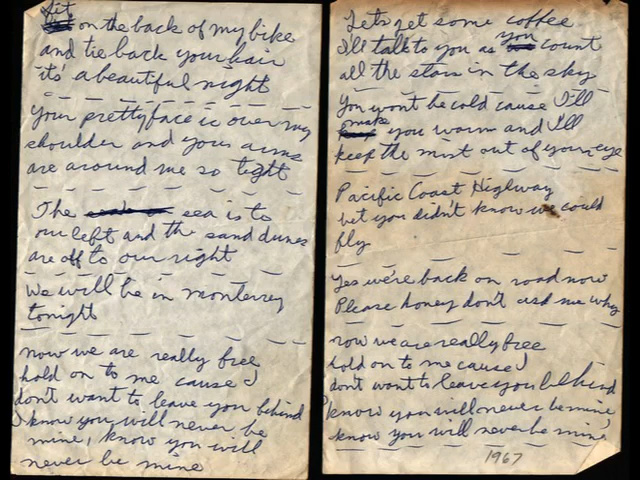 Sit
on the back of my bike
and tie back your hair
it's a beautiful night
your pretty face is over my
shoulder and your arms
are around me so tight
The sea is to
our left and the sand dunes
are off to our right
We will be in monterrey
tonight
now we are really free
hold on to me cause I
don't want to leave you behind
I know you will never be
mine, know you will
never be mine
Let's get some coffee
I'll talk to you as you count
all the stars in the sky
You wont be cold cause I'll
make you warm and I'll
keep the mist out of your eye
Pacific Coast Highway
bet you didn't know we could
fly
Yes we're back on road now
Please honey don't ask me why
now we are really free
hold on to me cause I
don't want to leave you behind
I know you will never be mine,
know you will never be mine
1967